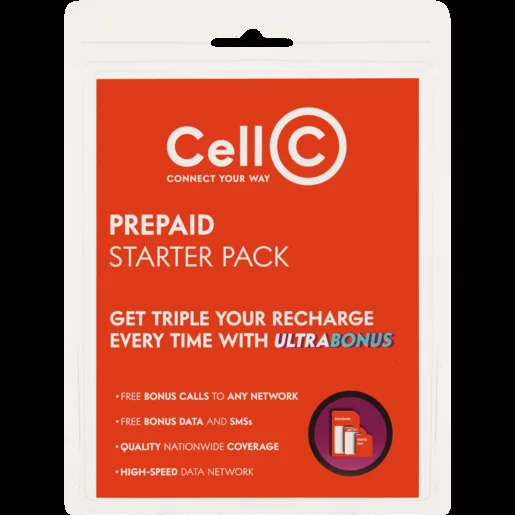 Cell C
CONNECT YOUR WAY
PREPAID
STARTER PACK
GET TRIPLE YOUR RECHARGE
EVERY TIME WITH ULTRABONUS
• FREE BONUS CALLS TO ANY NETWORK
• FREE BONUS DATA AND SMSs
• QUALITY NATIONWIDE COVERAGE
• HIGH-SPEED DATA NETWORK
STANDARD